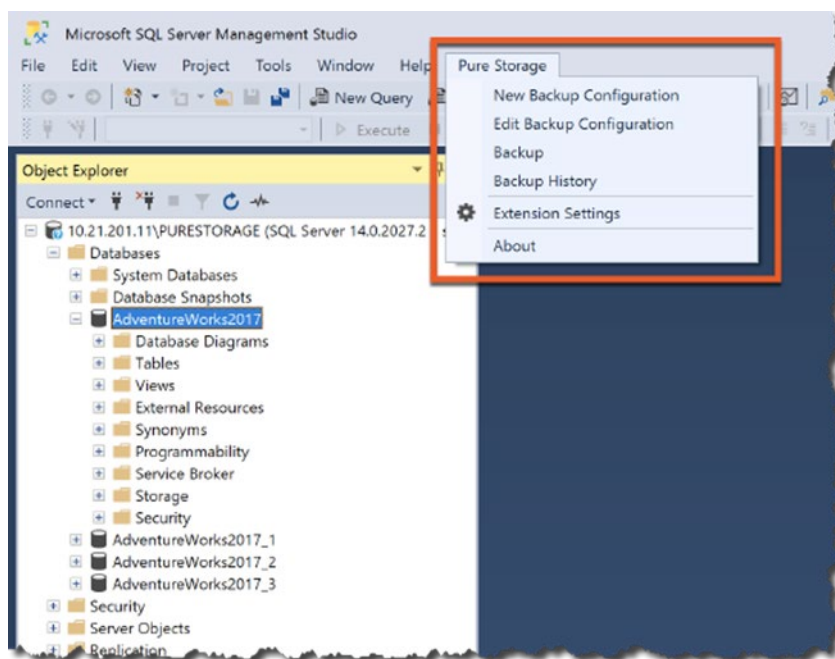 Microsoft SQL Server Management Studio
File Edit View Project Tools Window Help Pure Storage
New Query
Execute
New Backup Configuration
Edit Backup Configuration
Backup
Backup History
Extension Settings
About
Object Explorer
Connect
10.21.201.11\PURESTORAGE (SQL Server 14.0.2027.2
Databases
System Databases
Database Snapshots
AdventureWorks2017
Database Diagrams
Tables
Views
External Resources
Synonyms
Programmability
Service Broker
Storage
Security
AdventureWorks2017_1
AdventureWorks2017_2
AdventureWorks2017_3
Security
Server Objects
Replication